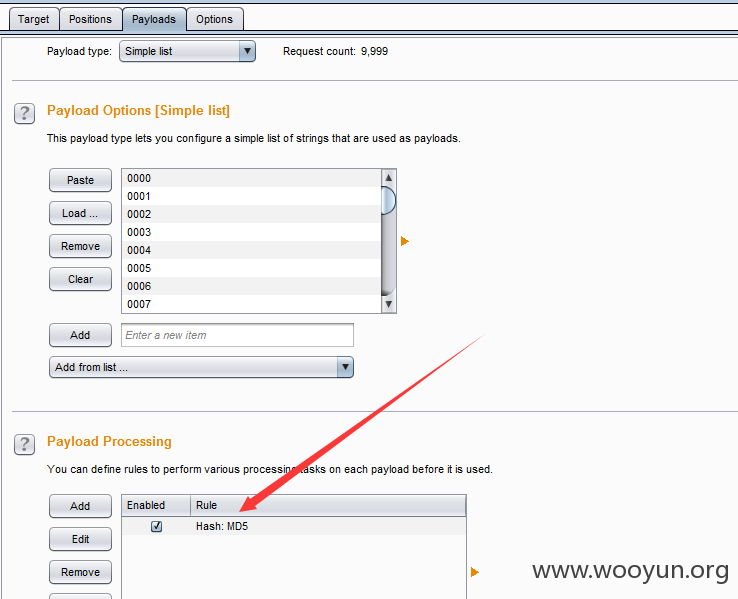 Target Positions Payloads Options
Payload type: Simple list Request count: 9,999
? Payload Options [Simple list]
This payload type lets you configure a simple list of strings that are used as payloads.
Paste
Load ...
Remove
Clear
0000
0001
0002
0003
0004
0005
0006
0007
Add Enter a new item
Add from list ...
? Payload Processing
You can define rules to perform various processing tasks on each payload before it is used.
Add
Edit
Remove
Enabled Rule
Hash: MD5
www.wooyun.org